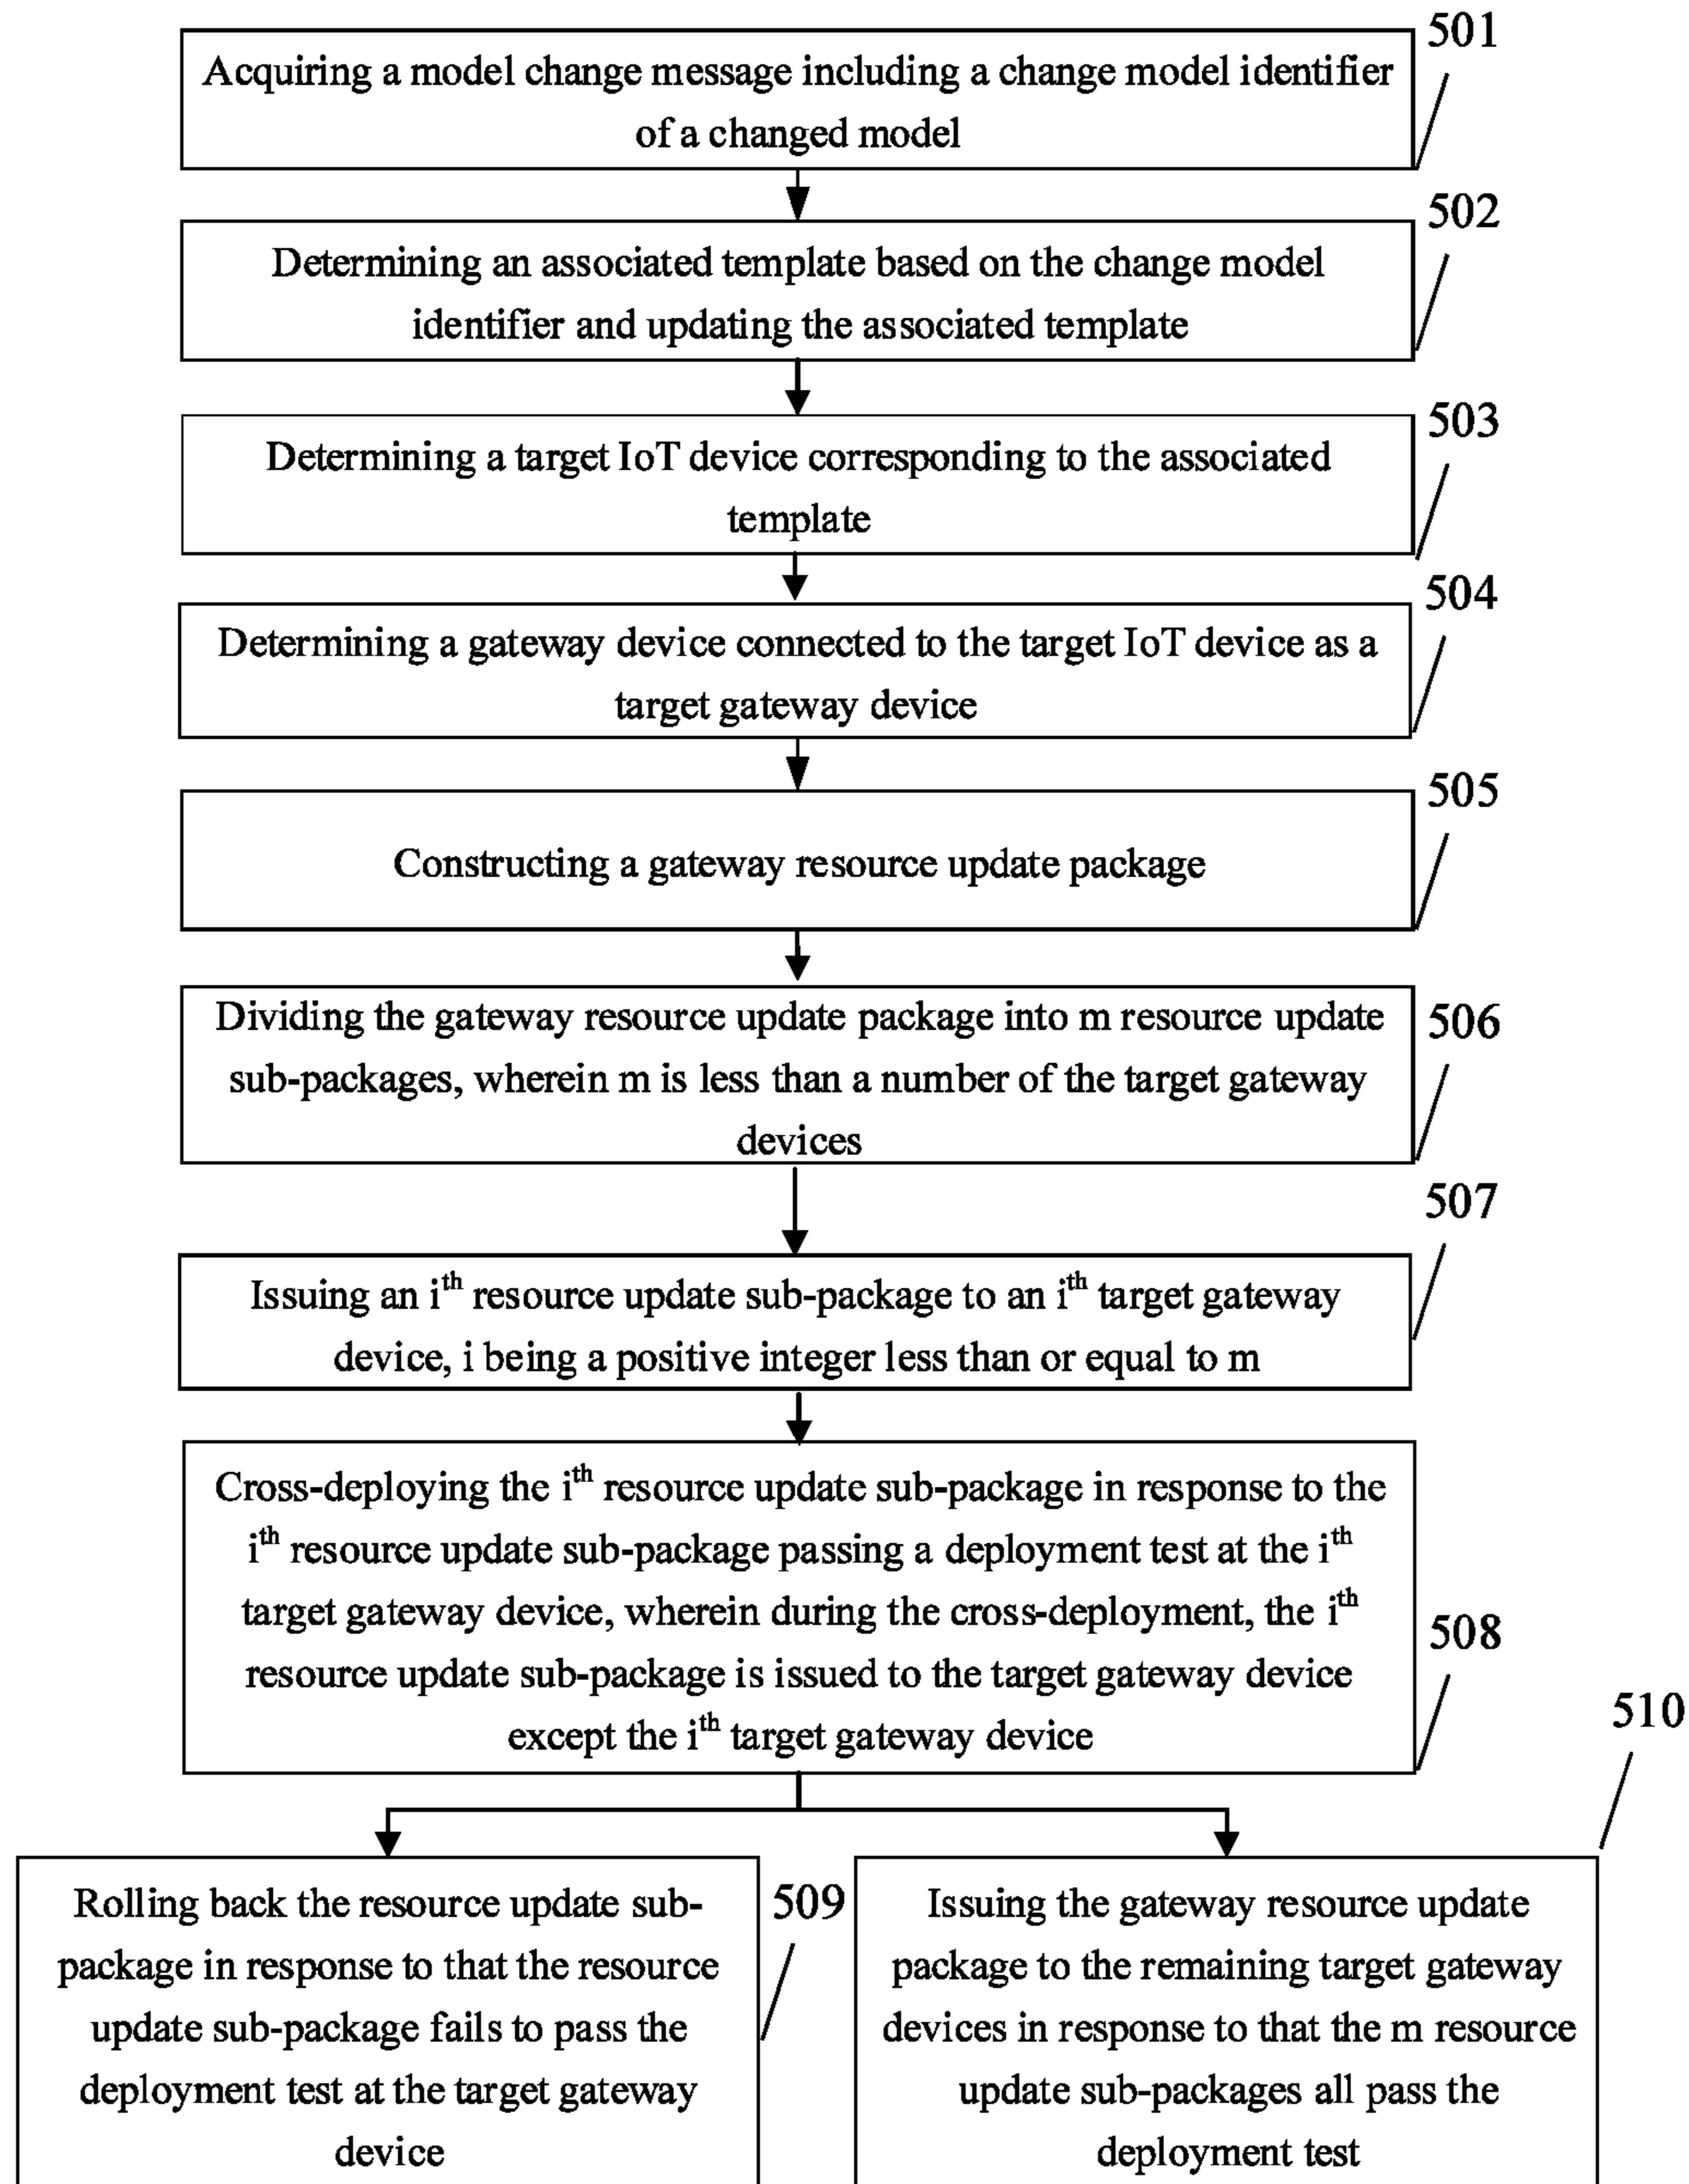 501
Acquiring a model change message including a change model identifier
of a changed model
502
Determining an associated template based on the change model
identifier and updating the associated template
503
Determining a target IoT device corresponding to the associated
template
504
Determining a gateway device connected to the target IoT device as a
target gateway device
505
Constructing a gateway resource update package
506
Dividing the gateway resource update package into m resource update
sub-packages, wherein m is less than a number of the target gateway
devices
507
Issuing an i^th resource update sub-package to an i^th target gateway
device, i being a positive integer less than or equal to m
508
Cross-deploying the i^th resource update sub-package in response to the
i^th resource update sub-package passing a deployment test at the i^th
target gateway device, wherein during the cross-deployment, the i^th
resource update sub-package is issued to the target gateway device
except the i^th target gateway device
509
Rolling back the resource update sub-
package in response to that the resource
update sub-package fails to pass the
deployment test at the target gateway
device
510
Issuing the gateway resource update
package to the remaining target gateway
devices in response to that the m resource
update sub-packages all pass the
deployment test